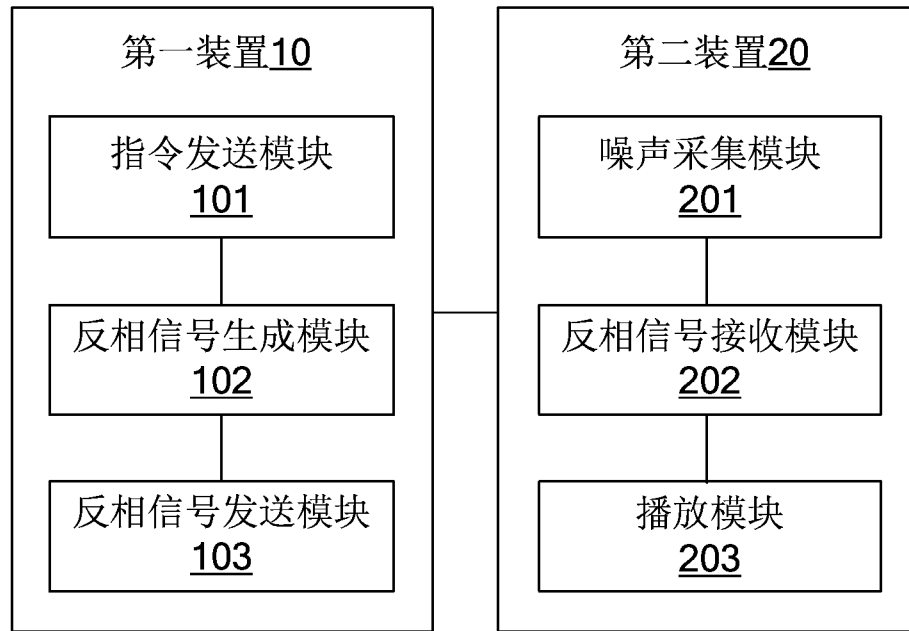 第一装置10
指令发送模块
101
反相信号生成模块
102
反相信号发送模块
103
第二装置20
噪声采集模块
201
反相信号接收模块
202
播放模块
203